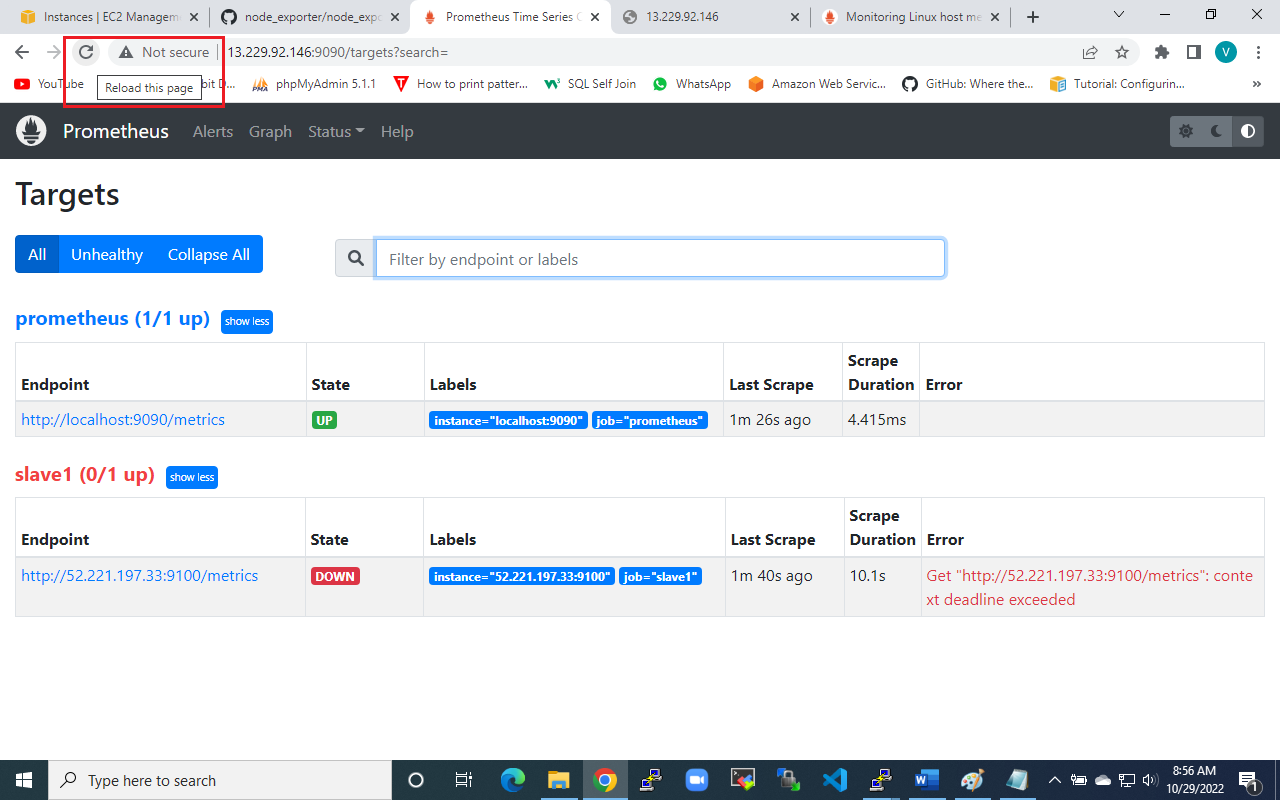 Instances | EC2 Managem
node_exporter/node_expo
Prometheus Time Series C
13.229.92.146
Monitoring Linux host me
Not secure
13.229.92.146:9090/targets?search=
YouTube
bit D...
phpMyAdmin 5.1.1
How to print patter...
SQL Self Join
WhatsApp
Amazon Web Servic...
GitHub: Where the...
Tutorial: Configurin...
»
Reload this page
V
Prometheus
Alerts
Graph
Status
Help
Targets
All
Unhealthy
Collapse All
Filter by endpoint or labels
prometheus (1/1 up)
show less
Endpoint
State
Labels
Last Scrape
Scrape
Duration
Error
http://localhost:9090/metrics
UP
instance="localhost:9090"
job="prometheus"
1m 26s ago
4.415ms
slave1 (0/1 up)
show less
Endpoint
State
Labels
Last Scrape
Scrape
Duration
Error
http://52.221.197.33:9100/metrics
DOWN
instance="52.221.197.33:9100"
job="slave1"
1m 40s ago
10.1s
Get "http://52.221.197.33:9100/metrics": conte
xt deadline exceeded
Type here to search
8:56 AM
10/29/2022
1